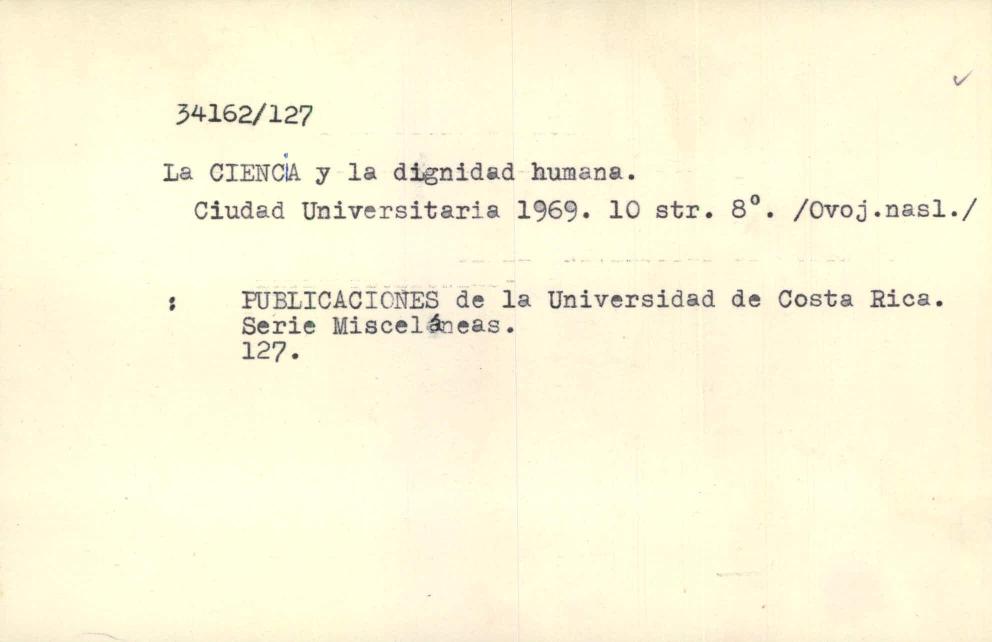 34162/127
La CIENCiA y la dignidad humana.
Ciudad Universitaria 1969. 10 str. 8°. /Ovoj.nasl./
: PUBLICACIONES de la Universidad de Costa Rica.
Serie Misceláneas.
127.